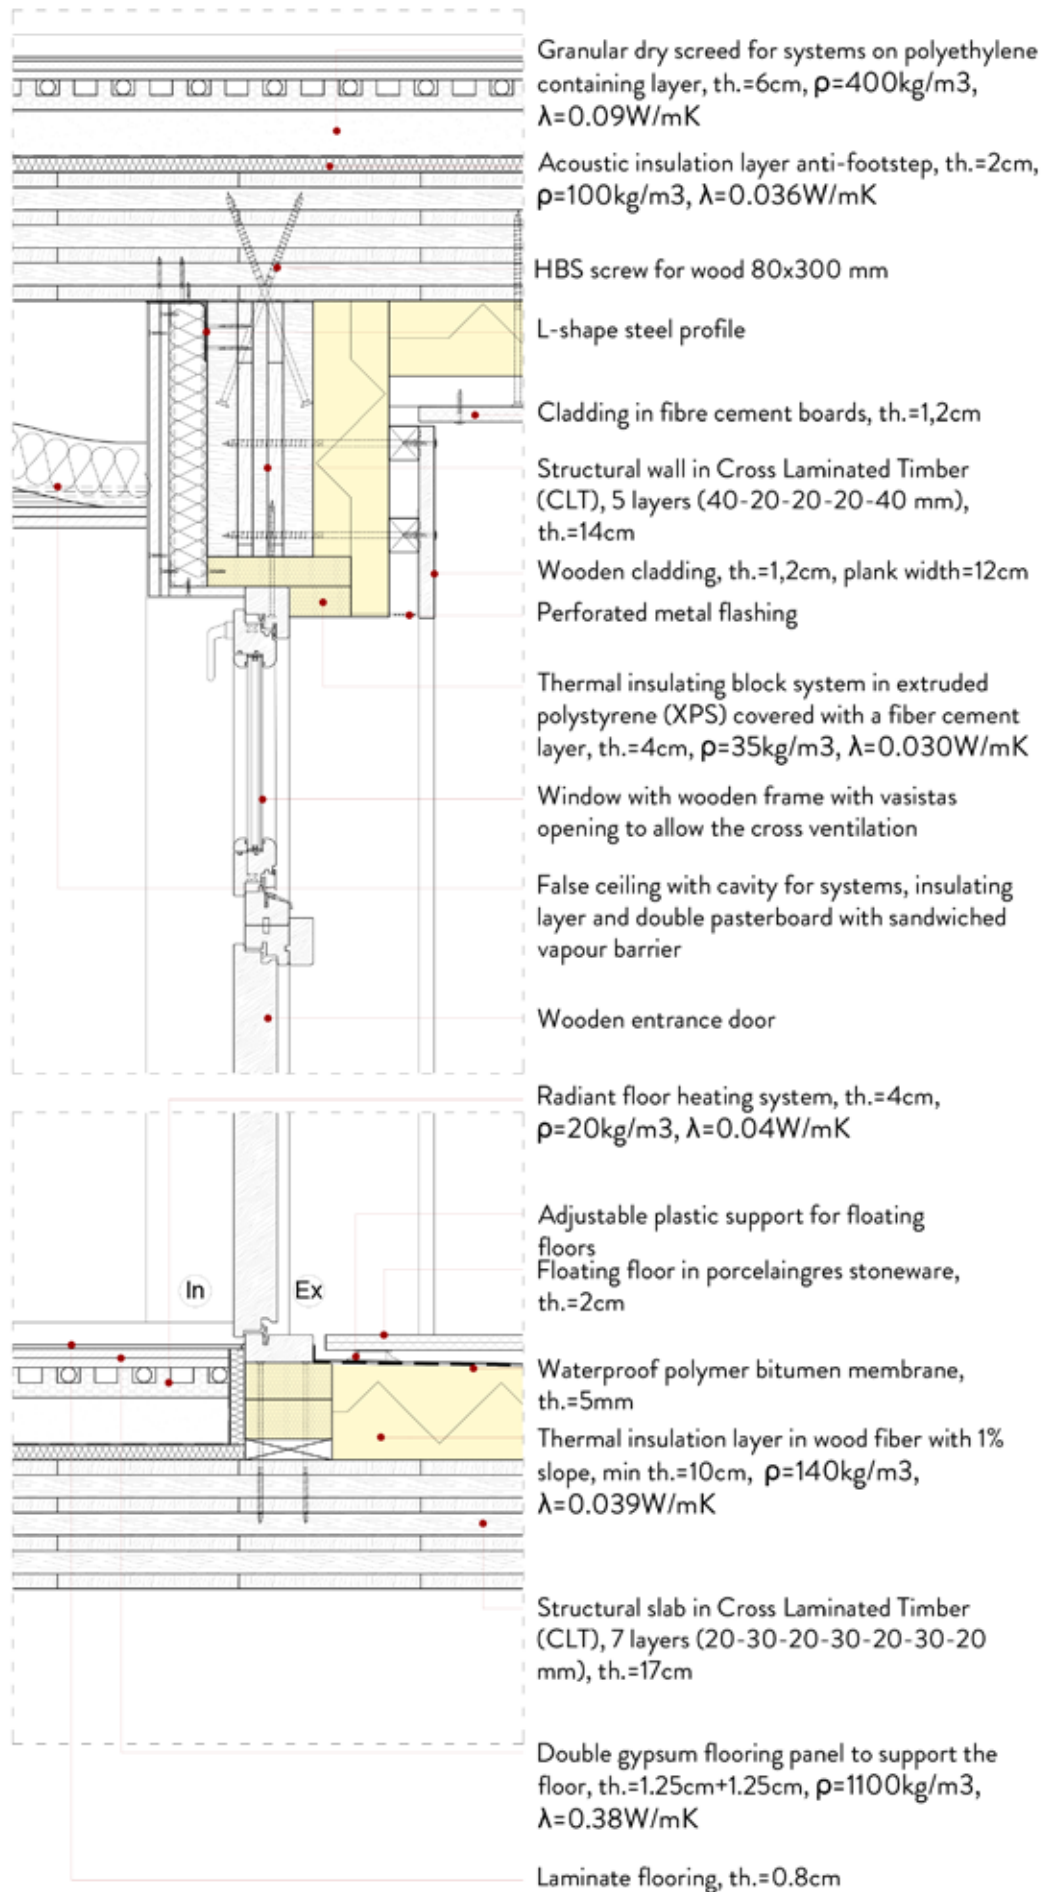 Granular dry screed for systems on polyethylene
containing layer, th.=6cm, ρ=400kg/m3,
λ=0.09W/mK
Acoustic insulation layer anti-footstep, th.=2cm,
ρ=100kg/m3, λ=0.036W/mK
HBS screw for wood 80x300 mm
L-shape steel profile
Cladding in fibre cement boards, th.=1,2cm
Structural wall in Cross Laminated Timber
(CLT), 5 layers (40-20-20-20-40 mm),
th.=14cm
Wooden cladding, th.=1,2cm, plank width=12cm
Perforated metal flashing
Thermal insulating block system in extruded
polystyrene (XPS) covered with a fiber cement
layer, th.=4cm, ρ=35kg/m3, λ=0.030W/mK
Window with wooden frame with vasistas
opening to allow the cross ventilation
False ceiling with cavity for systems, insulating
layer and double pasterboard with sandwiched
vapour barrier
Wooden entrance door
Radiant floor heating system, th.=4cm,
ρ=20kg/m3, λ=0.04W/mK
Adjustable plastic support for floating
floors
In Ex
Floating floor in porcelaingres stoneware,
th.=2cm
Waterproof polymer bitumen membrane,
th.=5mm
Thermal insulation layer in wood fiber with 1%
slope, min th.=10cm, ρ=140kg/m3,
λ=0.039W/mK
Structural slab in Cross Laminated Timber
(CLT), 7 layers (20-30-20-30-20-30-20
mm), th.=17cm
Double gypsum flooring panel to support the
floor, th.=1.25cm+1.25cm, ρ=1100kg/m3,
λ=0.38W/mK
Laminate flooring, th.=0.8cm